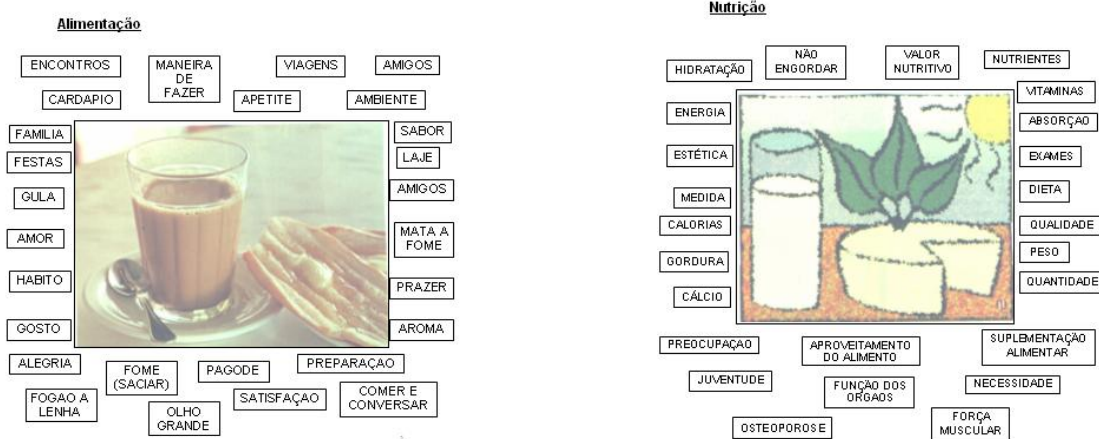 Alimentação
ENCONTROS
MANEIRA
DE
FAZER
VIAGENS
AMIGOS
CARDAPIO
APETITE
AMBIENTE
FAMILIA
FESTAS
GULA
AMOR
HABITO
GOSTO
SABOR
LAJE
AMIGOS
MATA A
FOME
PRAZER
AROMA
ALEGRIA
FOME
(SACIAR)
PAGODE
PREPARAÇAO
FOGAO A
LENHA
OLHO
GRANDE
SATISFAÇAO
COMER E
CONVERSAR
Nutrição
HIDRATAÇÃO
NÃO
ENGORDAR
VALOR
NUTRITIVO
NUTRIENTES
ENERGIA
ESTÉTICA
MEDIDA
CALORIAS
GORDURA
CÁLCIO
VITAMINAS
ABSORÇAO
EXAMES
DIETA
QUALIDADE
PESO
QUANTIDADE
PREOCUPAÇAO
APROVEITAMENTO
DO ALIMENTO
SUPLEMENTAÇÃO
ALIMENTAR
JUVENTUDE
FUNÇÃO DOS
ORGAOS
NECESSIDADE
OSTEOPOROSE
FORÇA
MUSCULAR